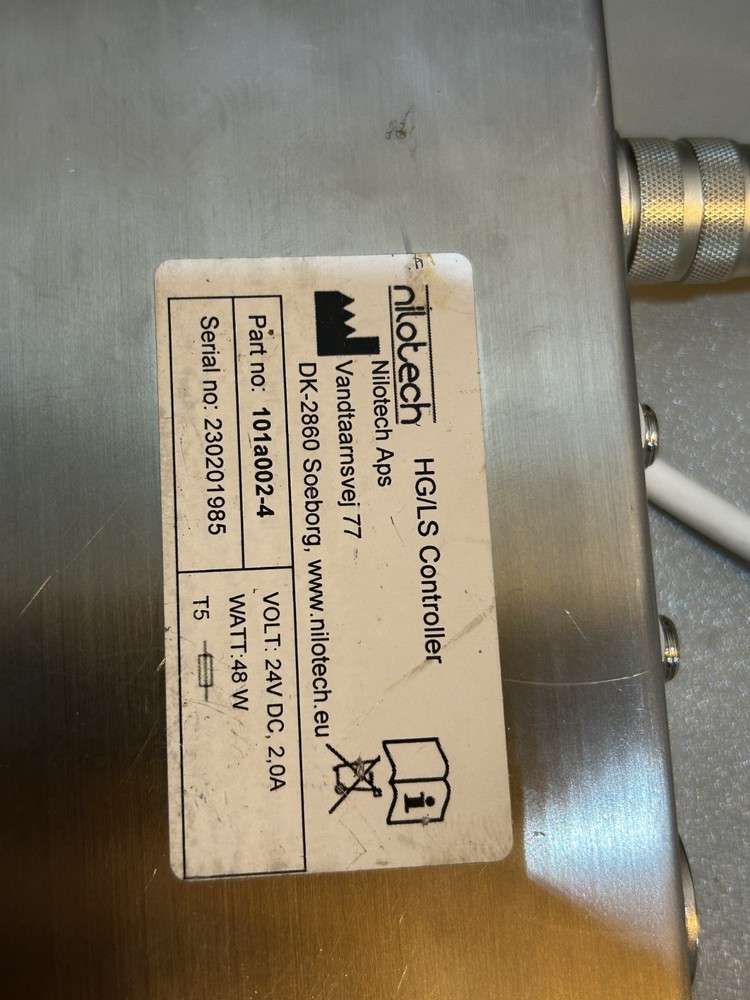 nilotech HG/LS Controller
Nilotech Aps
Vandtaarnsvej 77
DK-2860 Soeborg, www.nilotech.eu
Part no: 101a002-4
Serial no: 230201985
VOLT: 24V DC, 2,0A
WATT:48 W
T5
i